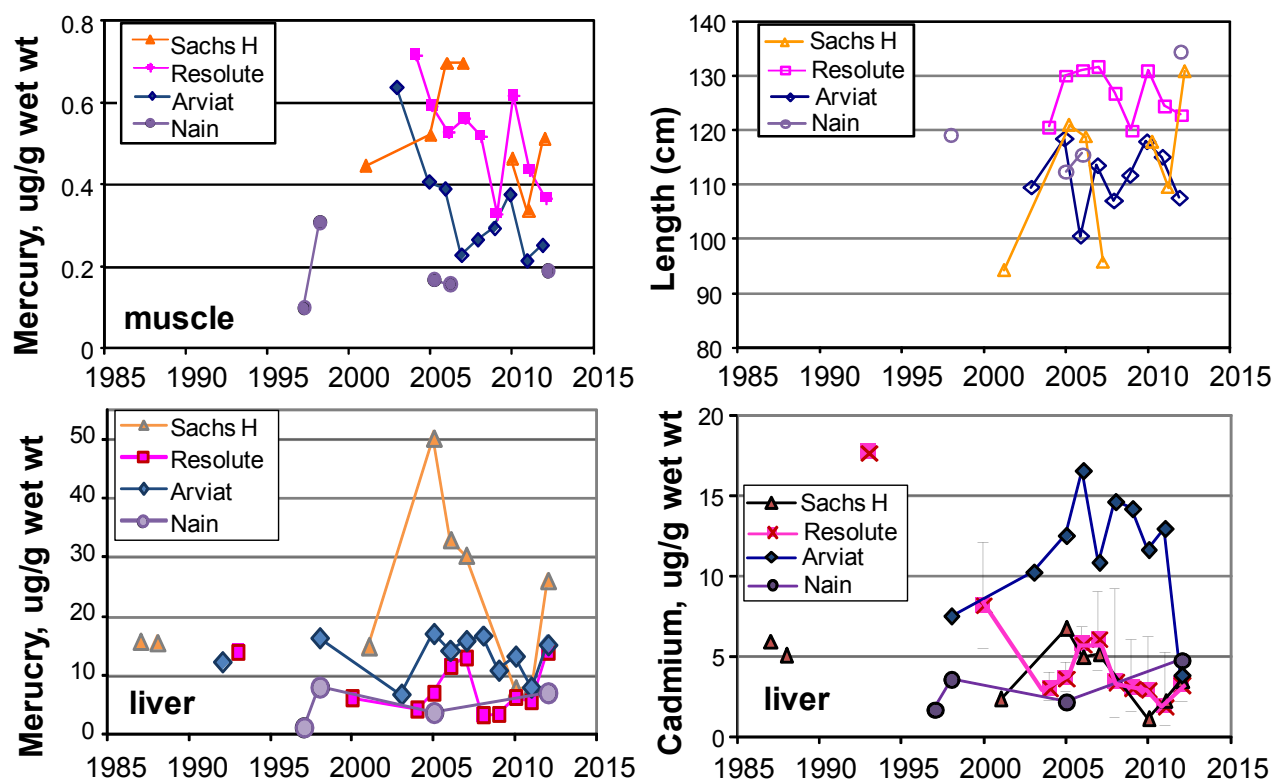 Mercury, ug/g wet wt
0.8
0.6
0.4
0.2
0
Sachs H
Resolute
Arviat
Nain
muscle
1985 1990 1995 2000 2005 2010 2015
Length (cm)
140
130
120
110
100
90
80
Sachs H
Resolute
Arviat
Nain
1985 1990 1995 2000 2005 2010 2015
Merucry, ug/g wet wt
50
40
30
20
10
0
Sachs H
Resolute
Arviat
Nain
liver
1985 1990 1995 2000 2005 2010 2015
Cadmium, ug/g wet wt
20
15
10
5
0
Sachs H
Resolute
Arviat
Nain
liver
1985 1990 1995 2000 2005 2010 2015